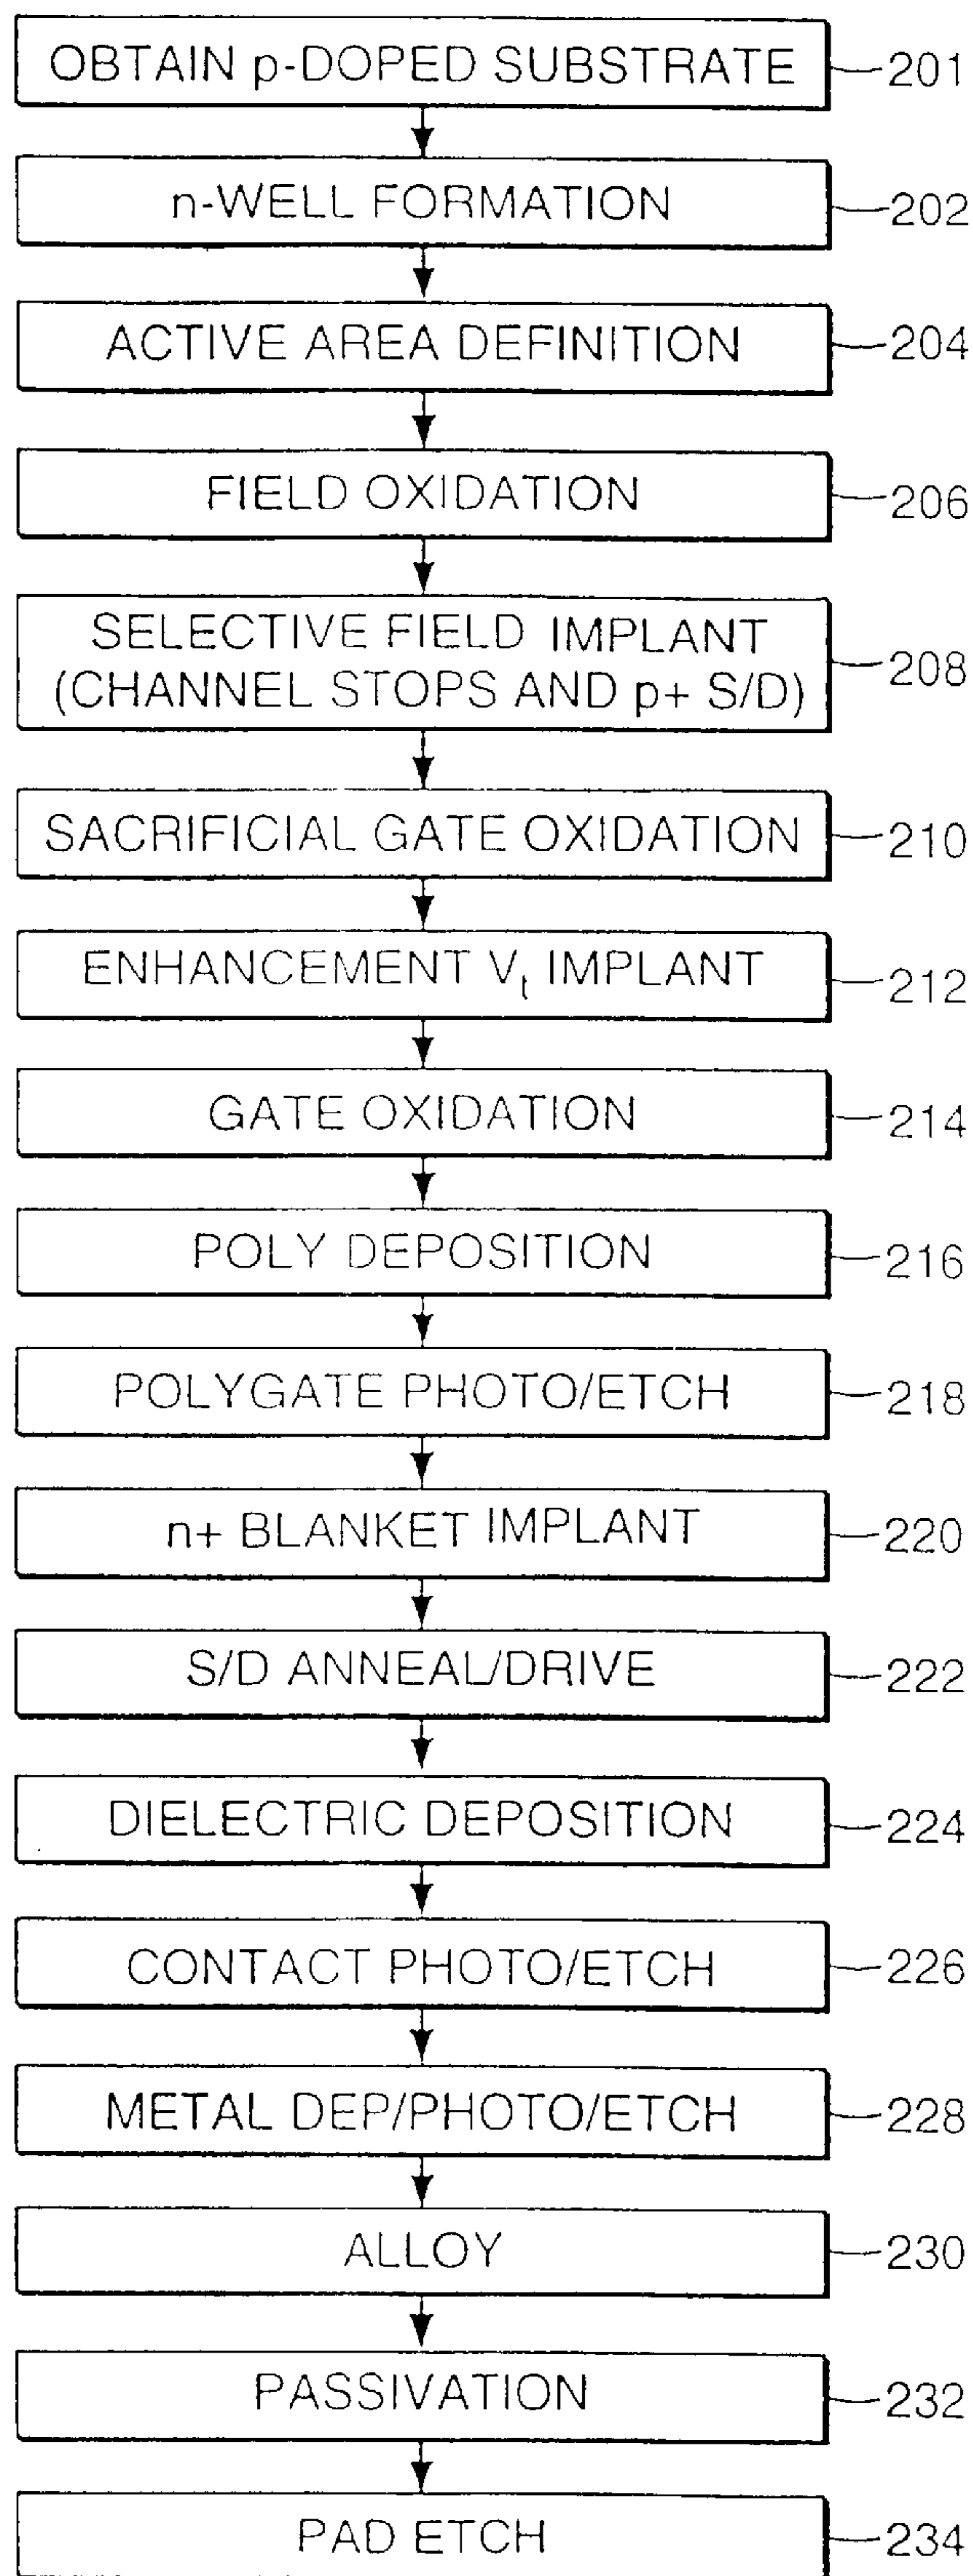 OBTAIN p-DOPED SUBSTRATE 201
n-WELL FORMATION 202
ACTIVE AREA DEFINITION 204
FIELD OXIDATION 206
SELECTIVE FIELD IMPLANT
(CHANNEL STOPS AND p+ S/D) 208
SACRIFICIAL GATE OXIDATION 210
ENHANCEMENT Vt IMPLANT 212
GATE OXIDATION 214
POLY DEPOSITION 216
POLYGATE PHOTO/ETCH 218
n+ BLANKET IMPLANT 220
S/D ANNEAL/DRIVE 222
DIELECTRIC DEPOSITION 224
CONTACT PHOTO/ETCH 226
METAL DEP/PHOTO/ETCH 228
ALLOY 230
PASSIVATION 232
PAD ETCH 234